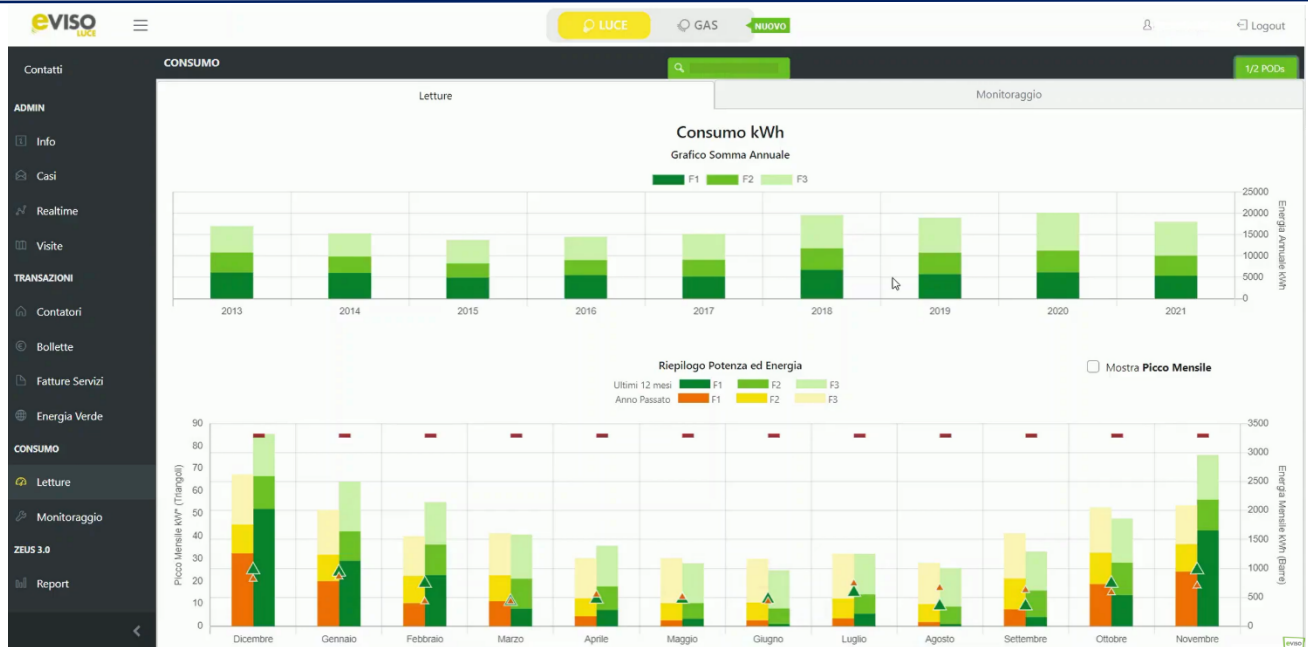 eVISO
LUCE
LUCE
GAS
NUOVO
Logout
Contatti
CONSUMO
1/2 PODs
ADMIN
Info
Casi
Realtime
Visite
TRANSAZIONI
Contatori
Bollette
Fatture Servizi
Energia Verde
CONSUMO
Letture
Monitoraggio
ZEUS 3.0
Report
Letture
Monitoraggio
Consumo kWh
Grafico Somma Annuale
F1 F2 F3
25000
20000
15000
10000
5000
0
Energia Annuale kWh
2013 2014 2015 2016 2017 2018 2019 2020 2021
Riepilogo Potenza ed Energia
Mostra Picco Mensile
Ultimi 12 mesi F1 F2 F3
Anno Passato F1 F2 F3
90
80
70
60
50
40
30
20
10
0
Picco Mensile kW* (Triangoli)
3500
3000
2500
2000
1500
1000
500
0
Energia Mensile kWh (Barre)
Dicembre Gennaio Febbraio Marzo Aprile Maggio Giugno Luglio Agosto Settembre Ottobre Novembre
eviso